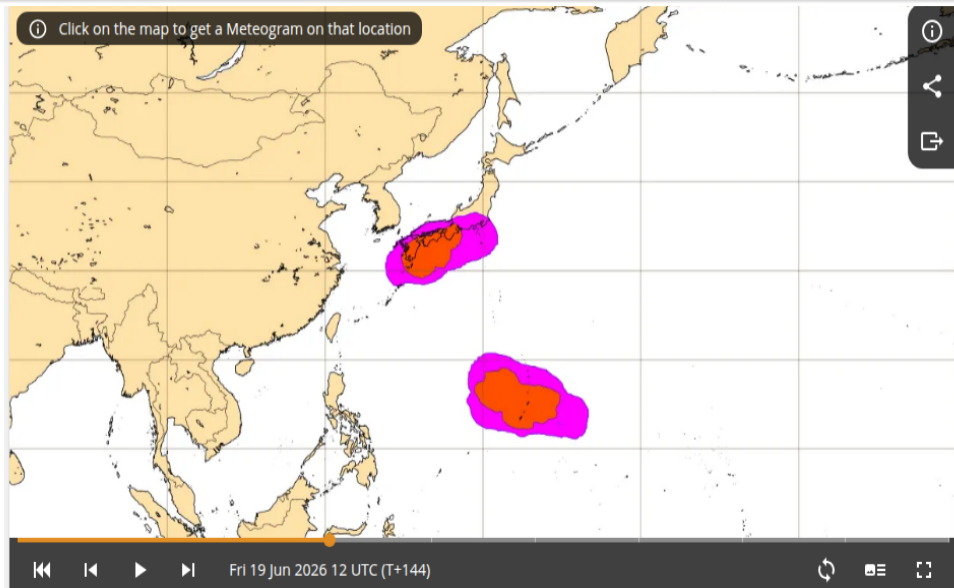 Click on the map to get a Meteogram on that location
Fri 19 Jun 2026 12 UTC (T+144)